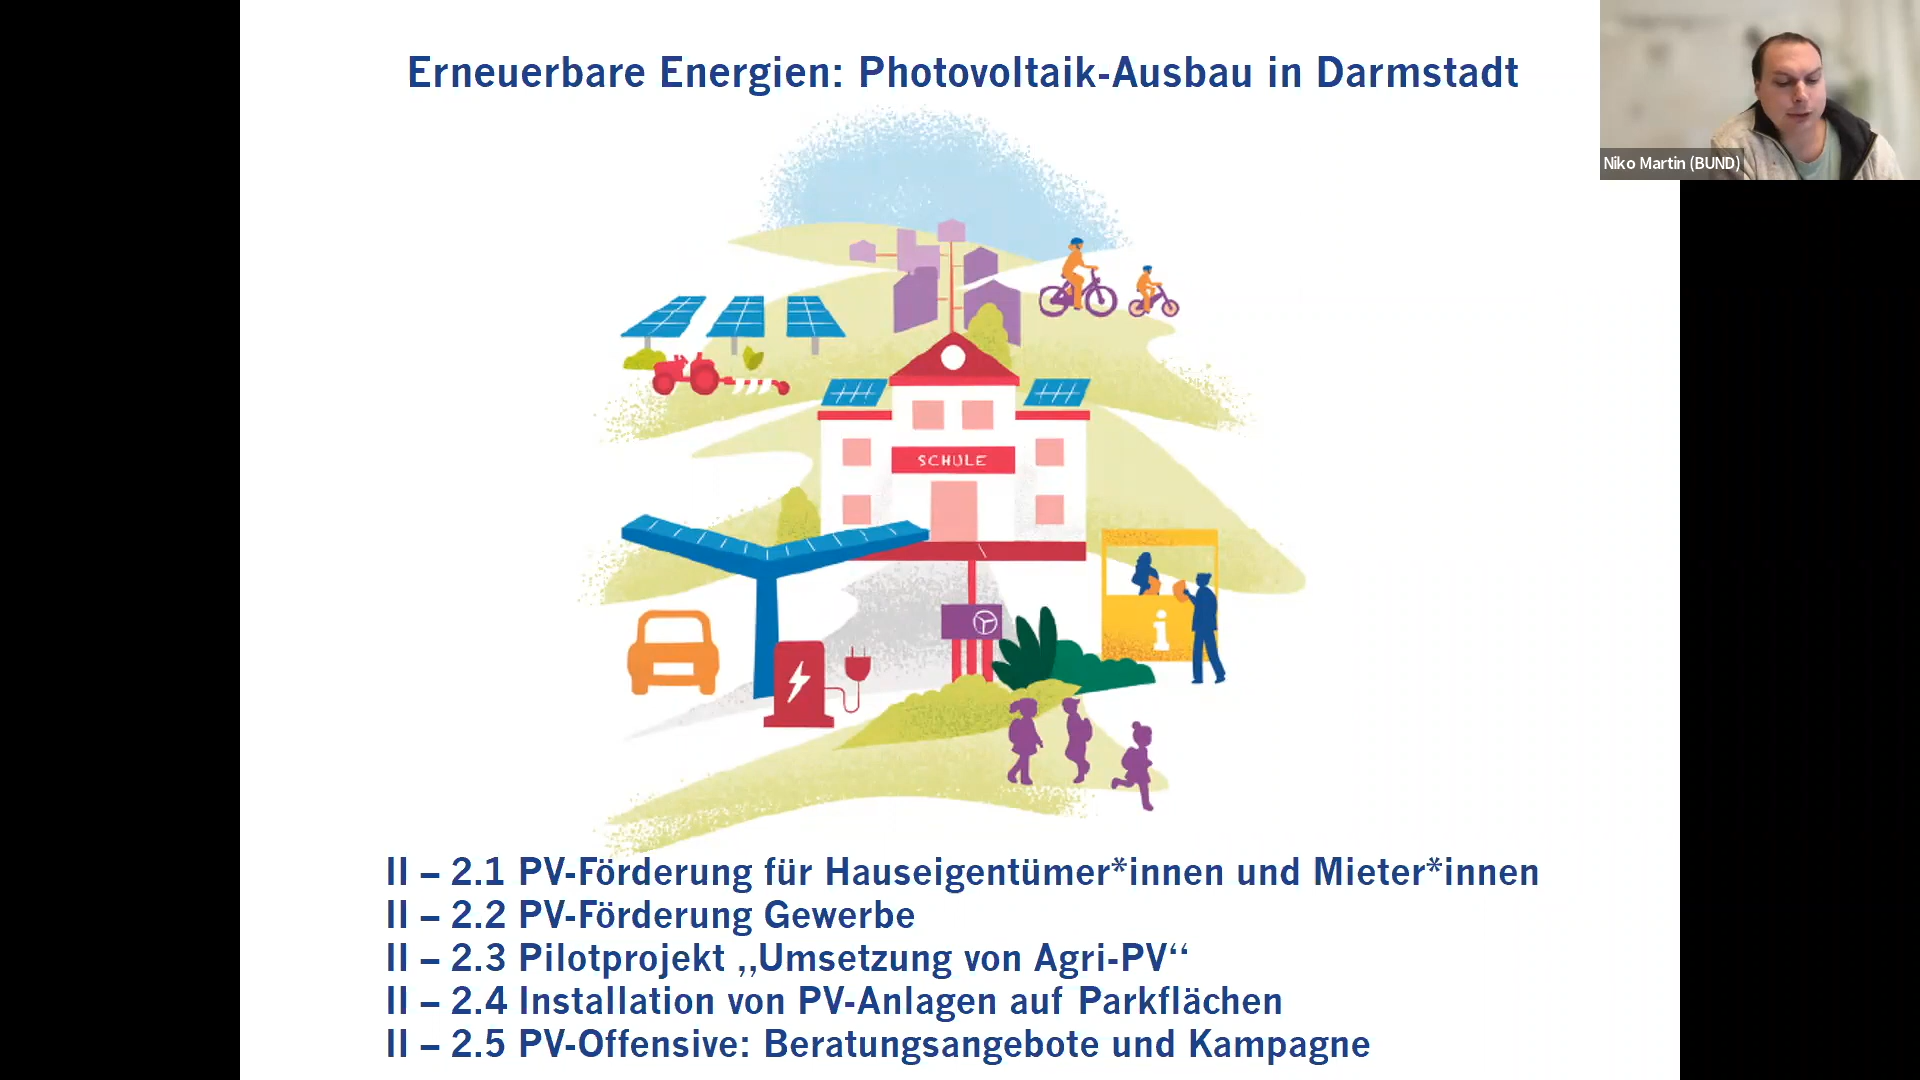 Erneuerbare Energien: Photovoltaik-Ausbau in Darmstadt
Niko Martin (BUND)
SCHULE
i
II – 2.1 PV-Förderung für Hauseigentümer*innen und Mieter*innen
II – 2.2 PV-Förderung Gewerbe
II – 2.3 Pilotprojekt ,,Umsetzung von Agri-PV“
II – 2.4 Installation von PV-Anlagen auf Parkflächen
II – 2.5 PV-Offensive: Beratungsangebote und Kampagne